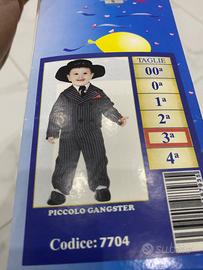 TAGLIE
00ª
0ª
1ª
2ª
3ª
4ª
PICCOLO GANGSTER
Codice: 7704